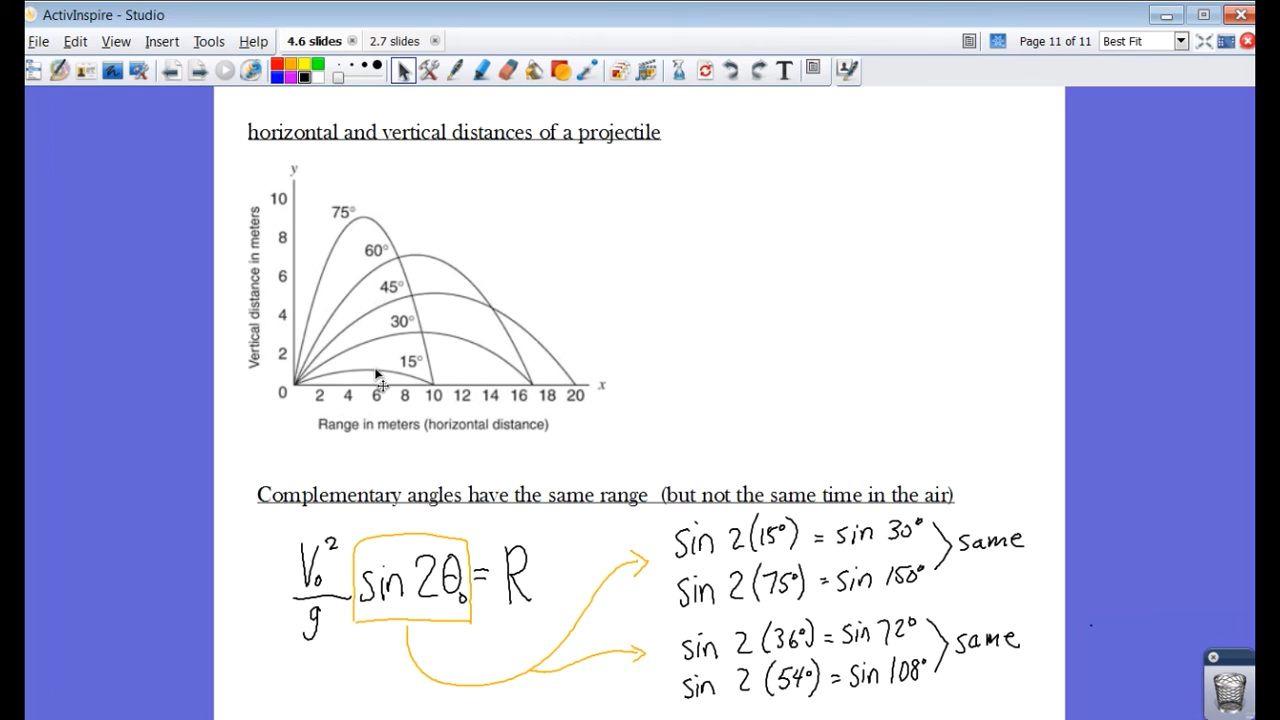 ActivInspire - Studio
File Edit View Insert Tools Help 4.6 slides 2.7 slides Page 11 of 11 Best Fit
horizontal and vertical distances of a projectile
y
10
75°
8
60°
6
45°
4
30°
2
15°
0 2 4 6 8 10 12 14 16 18 20 x
Vertical distance in meters
Range in meters (horizontal distance)
Complementary angles have the same range (but not the same time in the air)
V₀²/g sin 2θ₀ = R
sin 2(15°) = sin 30°
sin 2(75°) = sin 150°
same
sin 2(36°) = sin 72°
sin 2(54°) = sin 108°
same